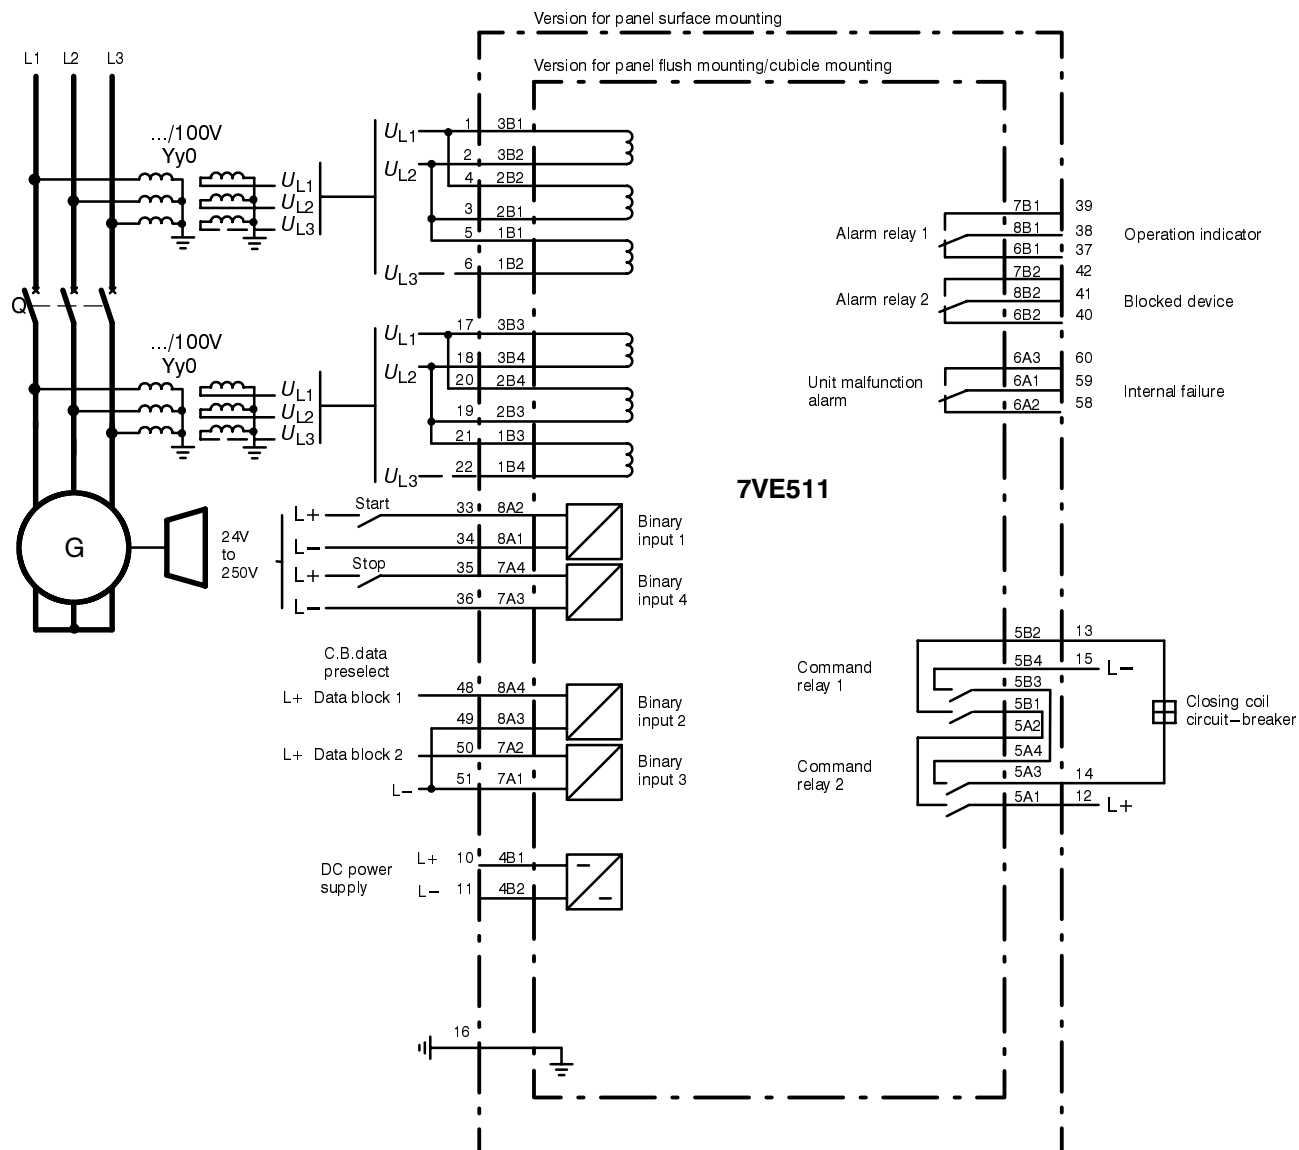 Version for panel surface mounting
Version for panel flush mounting/cubicle mounting
L1 L2 L3
.../100V
Yy0
UL1
UL2
UL3
UL1
UL2
UL3
1 3B1
2 3B2
4 2B2
3 2B1
5 1B1
6 1B2
Q
.../100V
Yy0
UL1
UL2
UL3
UL1
UL2
UL3
17 3B3
18 3B4
20 2B4
19 2B3
21 1B3
22 1B4
Alarm relay 1
7B1 39
8B1 38
6B1 37
Operation indicator
Alarm relay 2
7B2 42
8B2 41
6B2 40
Blocked device
Unit malfunction
alarm
6A3 60
6A1 59
6A2 58
Internal failure
7VE511
G
24V
to
250V
L+ Start 33 8A2
L− 34 8A1
Binary
input 1
L+ Stop 35 7A4
L− 36 7A3
Binary
input 4
C.B.data
preselect
L+ Data block 1 48 8A4
49 8A3
Binary
input 2
L+ Data block 2 50 7A2
L− 51 7A1
Binary
input 3
DC power
supply
L+ 10 4B1
L− 11 4B2
16
Command
relay 1
5B2 13
5B4 15 L−
5B3
5B1
5A2
5A4
Command
relay 2
5A3 14
5A1 12 L+
Closing coil
circuit−breaker